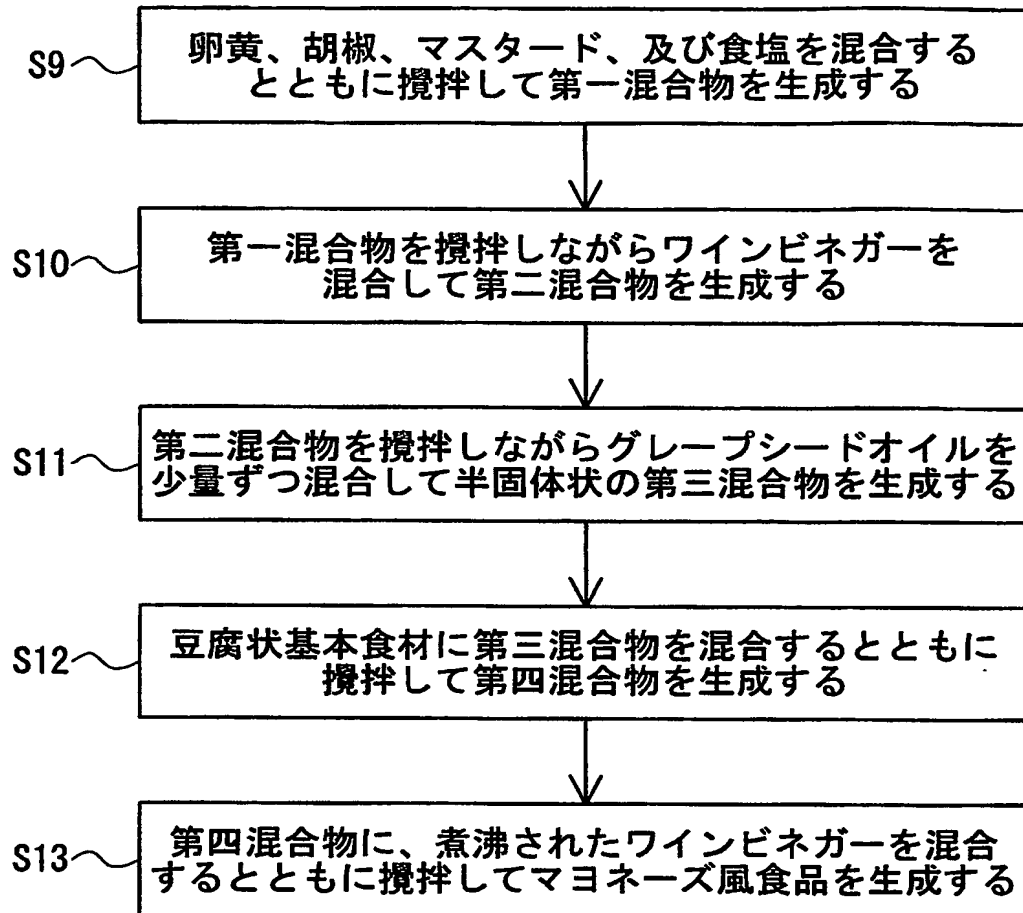 S9
卵黄、胡椒、マスタード、及び食塩を混合する
とともに攪拌して第一混合物を生成する
S10
第一混合物を攪拌しながらワインビネガーを
混合して第二混合物を生成する
S11
第二混合物を攪拌しながらグレープシードオイルを
少量ずつ混合して半固体状の第三混合物を生成する
S12
豆腐状基本食材に第三混合物を混合するとともに
攪拌して第四混合物を生成する
S13
第四混合物に、煮沸されたワインビネガーを混合
するとともに攪拌してマヨネーズ風食品を生成する